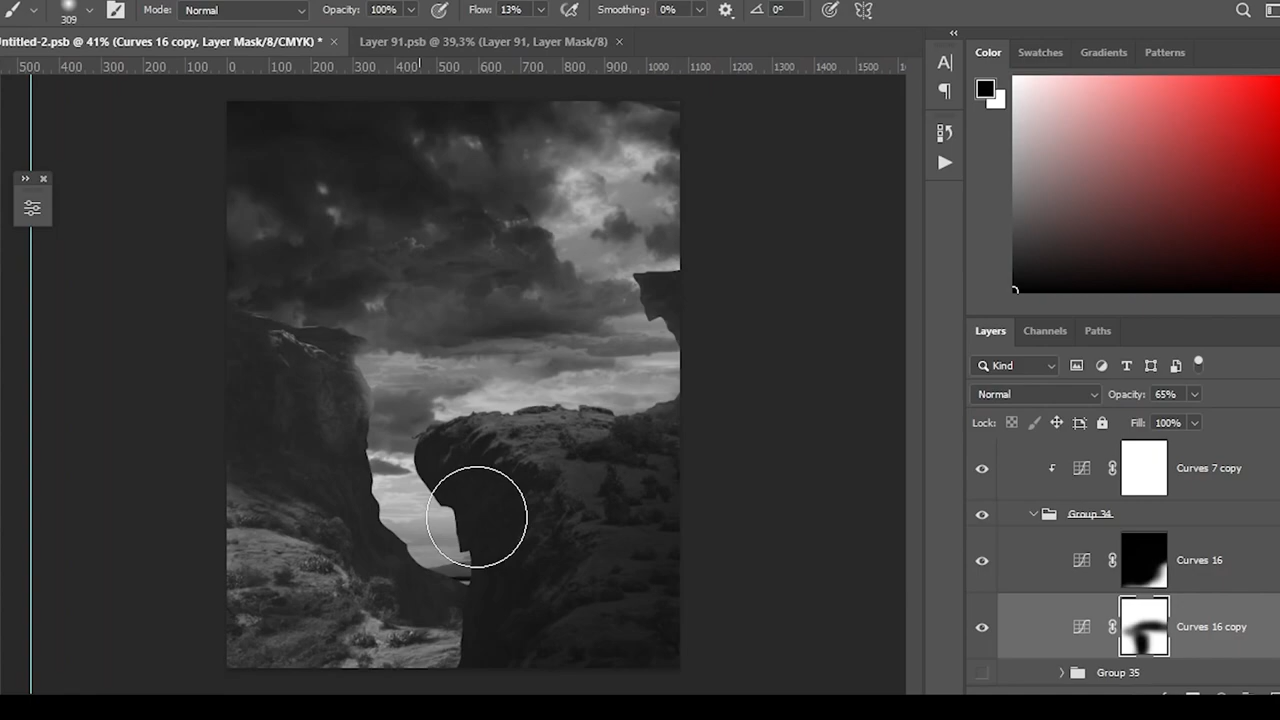 309 Mode: Normal Opacity: 100% Flow: 13% Smoothing: 0% 0°
ntitled-2.psb @ 41% (Curves 16 copy, Layer Mask/8/CMYK) * × Layer 91.psb @ 39,3% (Layer 91, Layer Mask/8) ×
500 400 300 200 100 0 100 200 300 400 500 600 700 800 900 1000 1100 1200 1300 1400 1500
Color Swatches Gradients Patterns
Layers Channels Paths
Kind
Normal Opacity: 65%
Lock: Fill: 100%
Curves 7 copy
Group 34
Curves 16
Curves 16 copy
Group 35